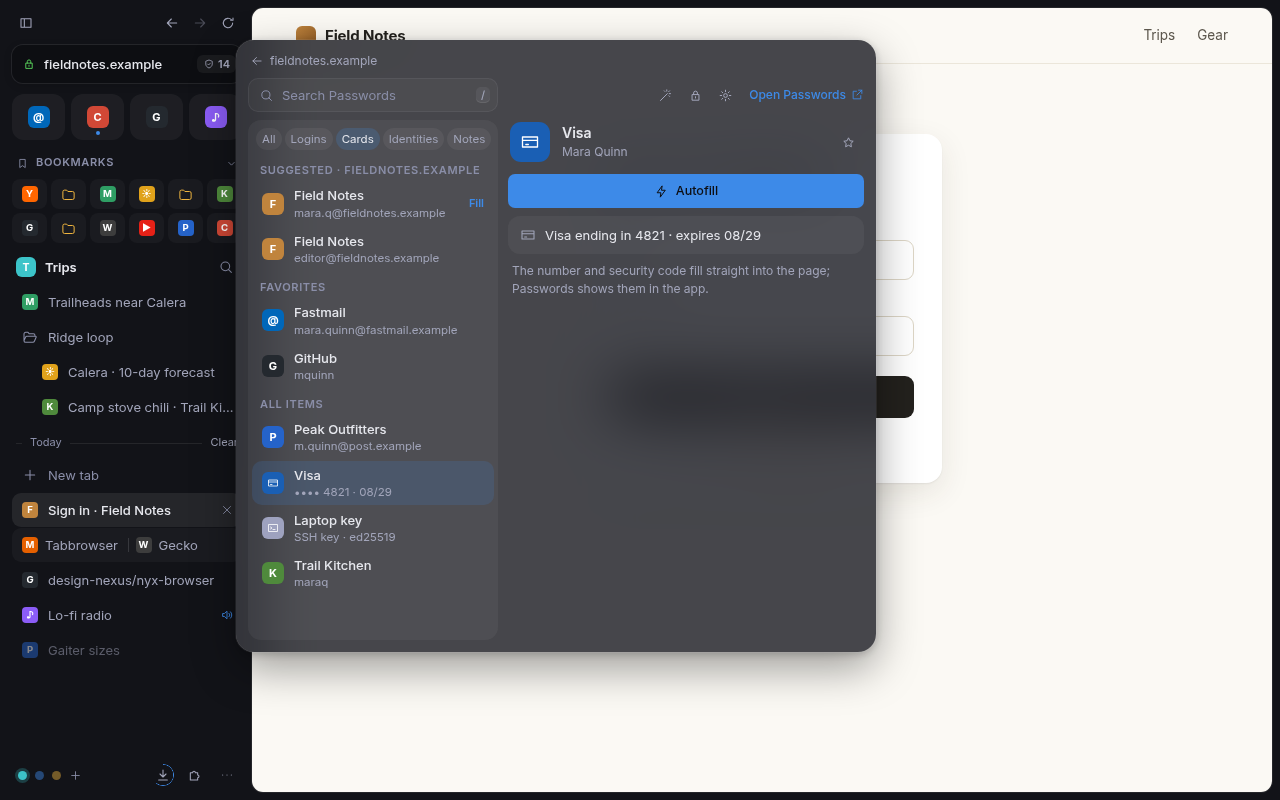 fieldnotes.example
14
@
C
G
BOOKMARKS
Y
M
K
G
W
P
C
T
Trips
M
Trailheads near Calera
Ridge loop
Calera · 10-day forecast
K
Camp stove chili · Trail Ki...
Today
Clear
New tab
F
Sign in · Field Notes
M
Tabbrowser
W
Gecko
G
design-nexus/nyx-browser
Lo-fi radio
P
Gaiter sizes
Field Notes
Trips
Gear
fieldnotes.example
Search Passwords
/
Open Passwords
All
Logins
Cards
Identities
Notes
SUGGESTED · FIELDNOTES.EXAMPLE
F
Field Notes
mara.q@fieldnotes.example
Fill
F
Field Notes
editor@fieldnotes.example
FAVORITES
@
Fastmail
mara.quinn@fastmail.example
G
GitHub
mquinn
ALL ITEMS
P
Peak Outfitters
m.quinn@post.example
Visa
•••• 4821 · 08/29
Laptop key
SSH key · ed25519
K
Trail Kitchen
maraq
Visa
Mara Quinn
Autofill
Visa ending in 4821 · expires 08/29
The number and security code fill straight into the page;
Passwords shows them in the app.